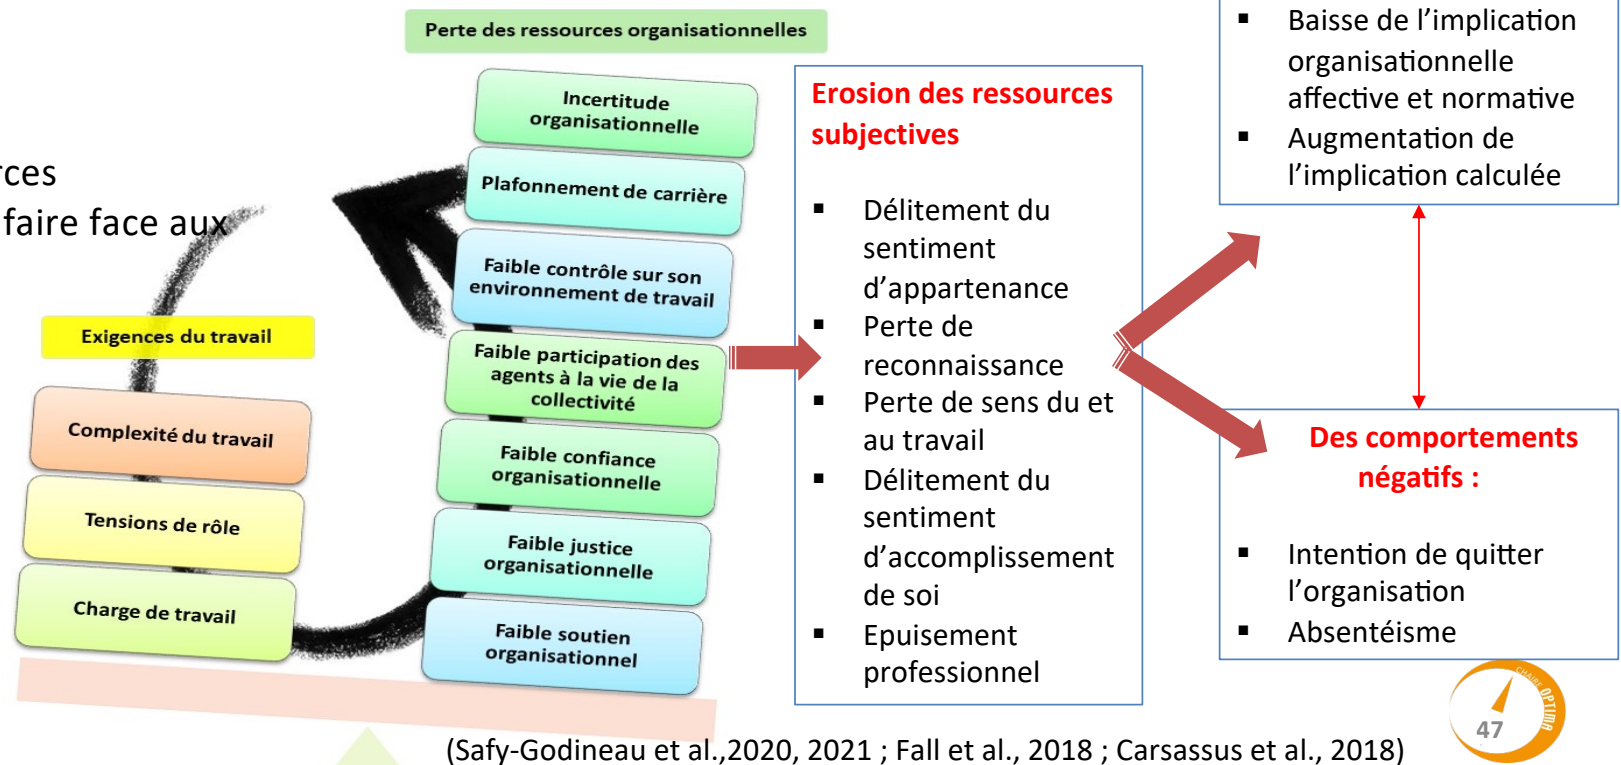 rces
faire face aux
Exigences du travail
Complexité du travail
Tensions de rôle
Charge de travail
Perte des ressources organisationnelles
Incertitude
organisationnelle
Plafonnement de carrière
Faible contrôle sur son
environnement de travail
Faible participation des
agents à la vie de la
collectivité
Faible confiance
organisationnelle
Faible justice
organisationnelle
Faible soutien
organisationnel
Erosion des ressources
subjectives
▪ Délitement du
sentiment
d’appartenance
▪ Perte de
reconnaissance
▪ Perte de sens du et
au travail
▪ Délitement du
sentiment
d’accomplissement
de soi
▪ Epuisement
professionnel
▪ Baisse de l’implication
organisationnelle
affective et normative
▪ Augmentation de
l’implication calculée
Des comportements
négatifs :
▪ Intention de quitter
l’organisation
▪ Absentéisme
(Safy-Godineau et al.,2020, 2021 ; Fall et al., 2018 ; Carsassus et al., 2018)
CHAIRE OPTIMA
47